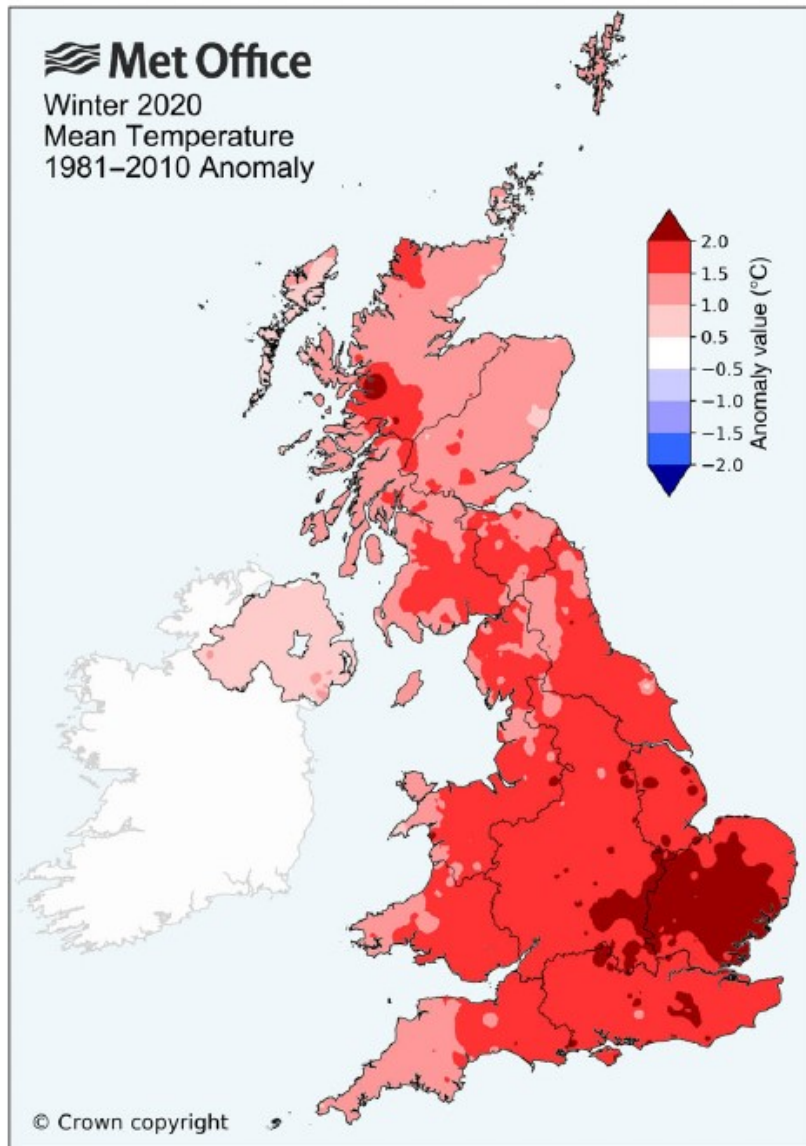 Met Office
Winter 2020
Mean Temperature
1981–2010 Anomaly
2.0
1.5
1.0
0.5
−0.5
−1.0
−1.5
−2.0
Anomaly value (°C)
© Crown copyright